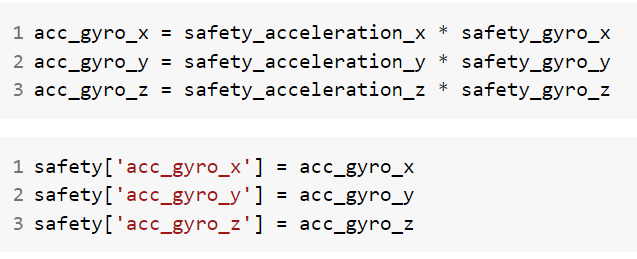 1 acc_gyro_x = safety_acceleration_x * safety_gyro_x
2 acc_gyro_y = safety_acceleration_y * safety_gyro_y
3 acc_gyro_z = safety_acceleration_z * safety_gyro_z
1 safety['acc_gyro_x'] = acc_gyro_x
2 safety['acc_gyro_y'] = acc_gyro_y
3 safety['acc_gyro_z'] = acc_gyro_z